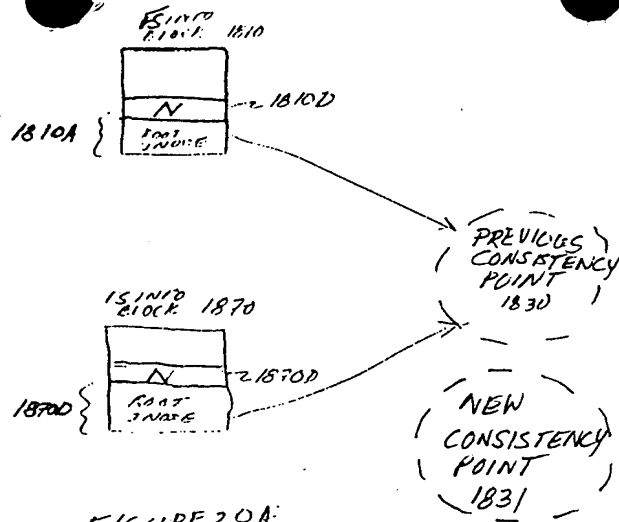 FSINFO
BLOCK 1810
1810D
N
1810A
ROOT
INODE
PREVIOUS
CONSISTENCY
POINT
1830
FSINFO
BLOCK 1870
1870D
N
1870D
ROOT
INODE
NEW
CONSISTENCY
POINT
1831
FIGURE 20A